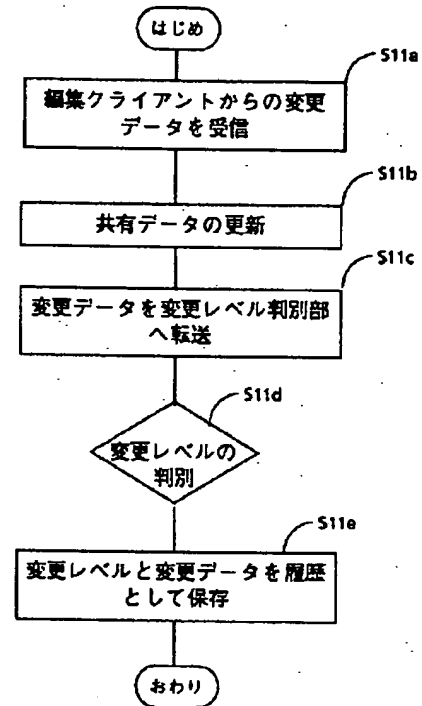 はじめ
S11a
編集クライアントからの変更
データを受信
S11b
共有データの更新
S11c
変更データを変更レベル判別部
へ転送
S11d
変更レベルの
判別
S11e
変更レベルと変更データを履歴
として保存
おわり